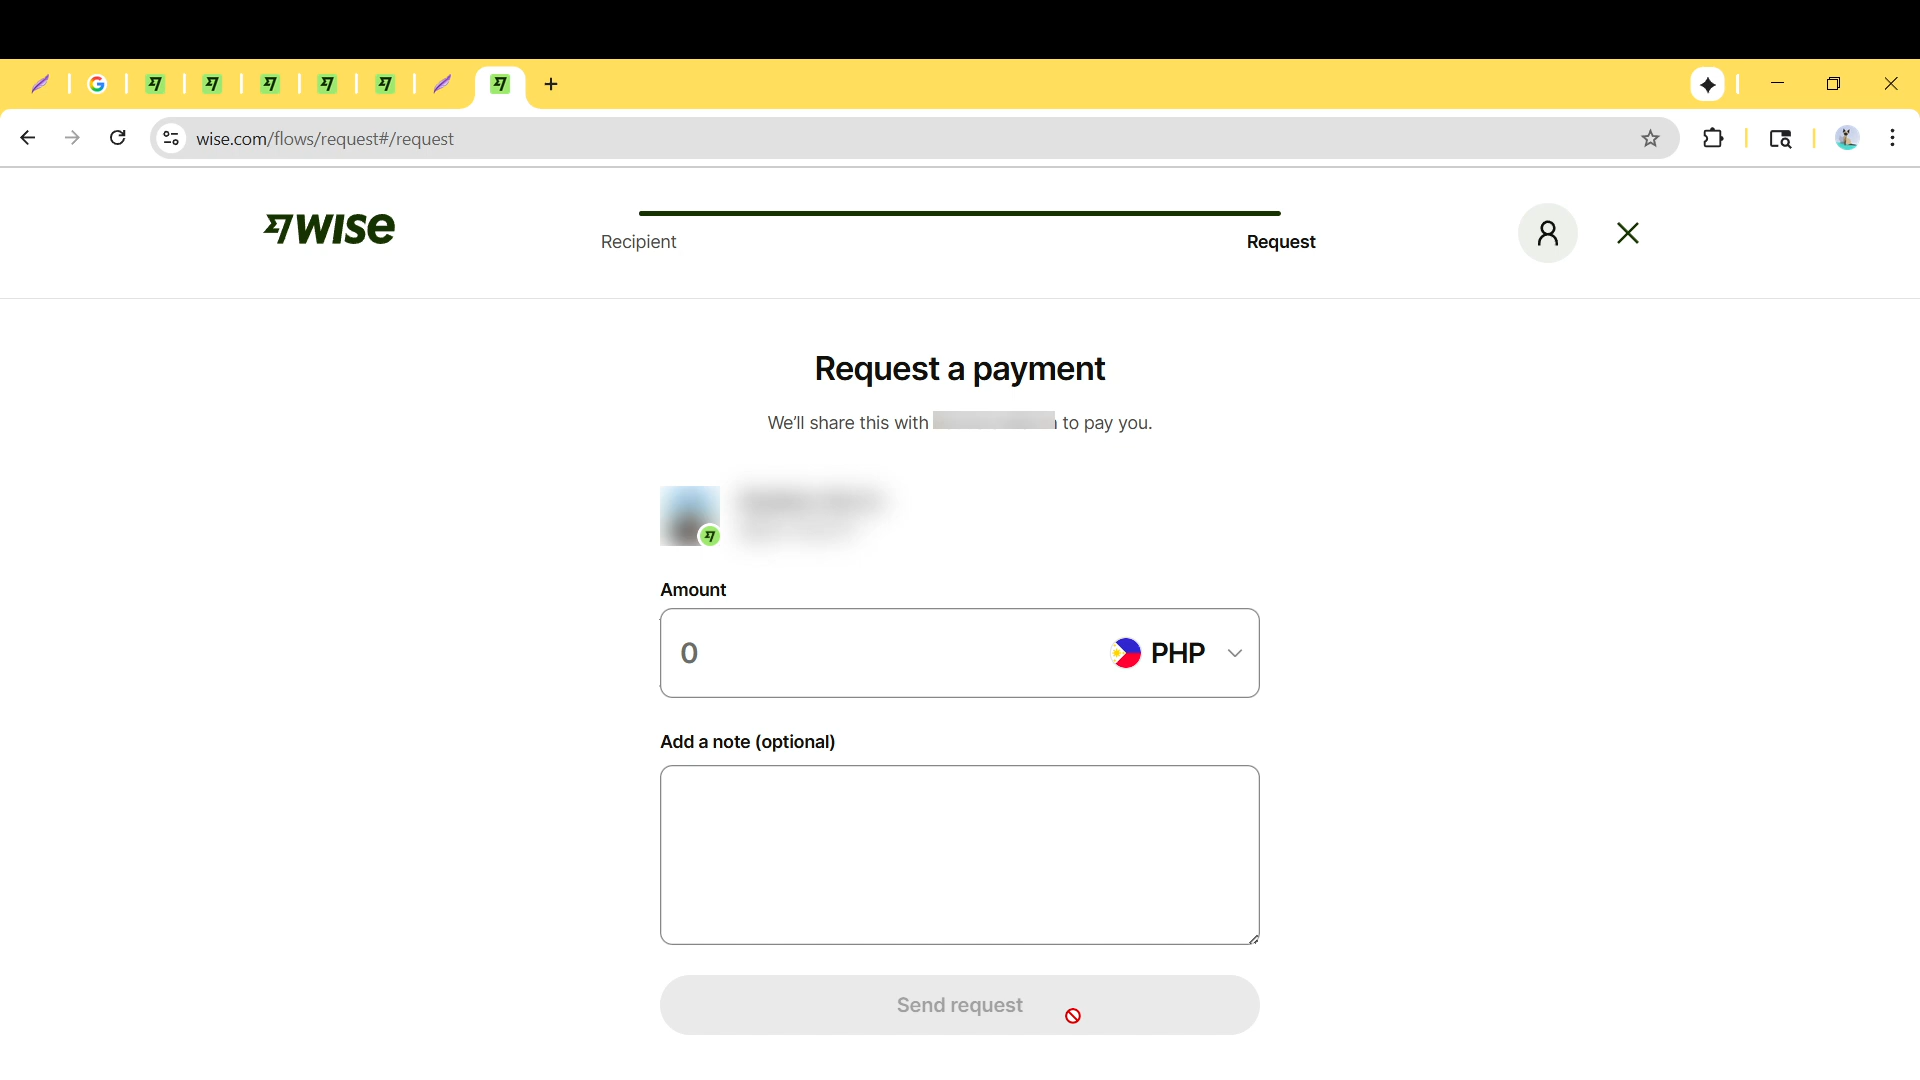 wise.com/flows/request#/request
WISE
Recipient
Request
Request a payment
We'll share this with to pay you.
Amount
0
PHP
Add a note (optional)
Send request